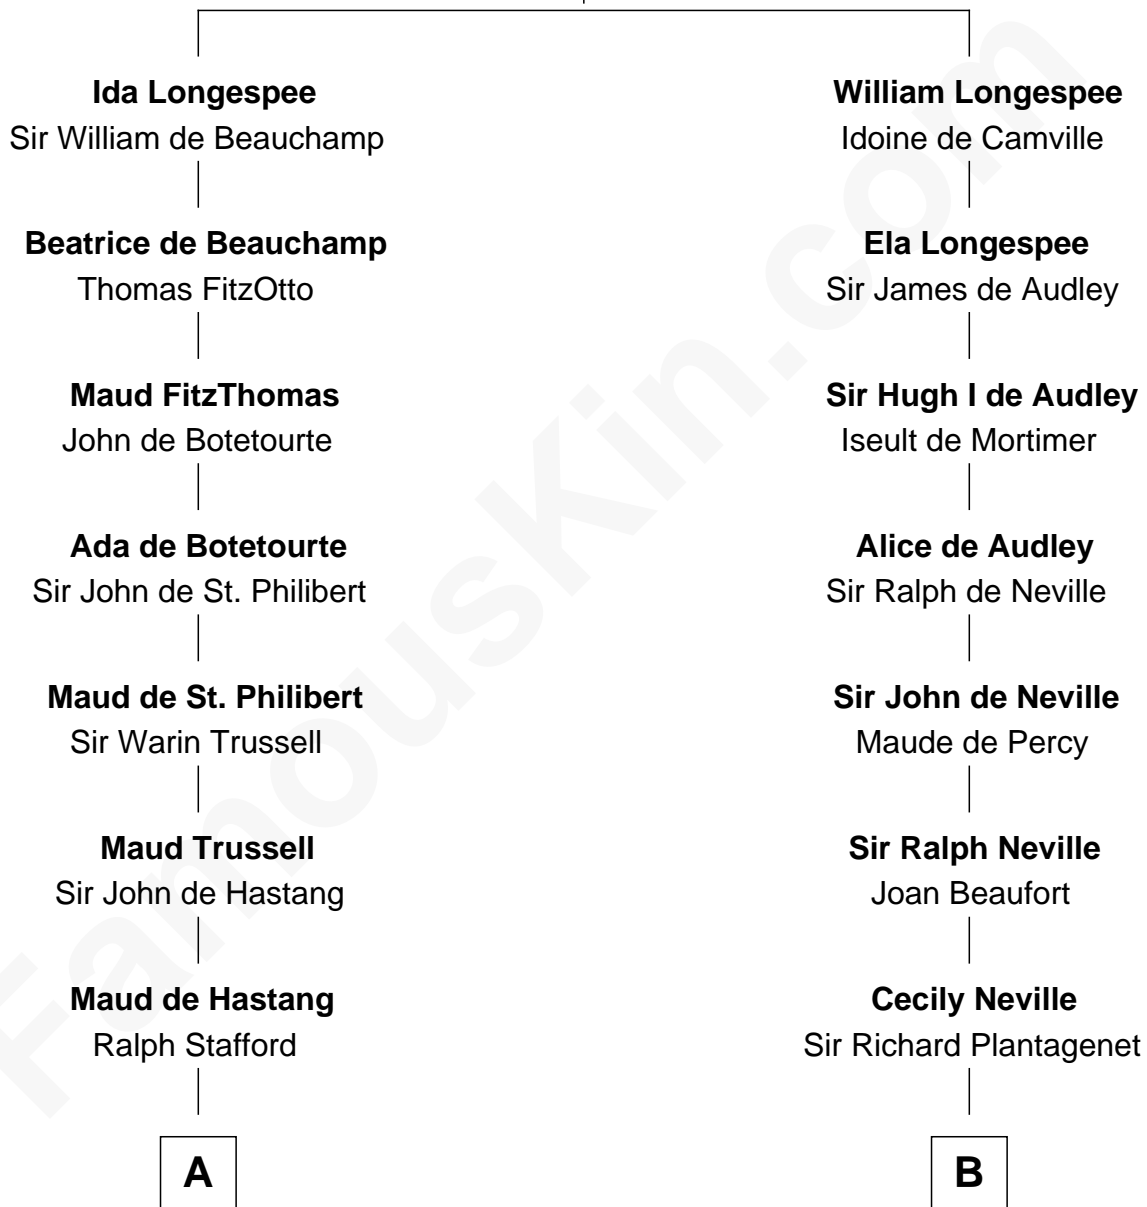 Ida Longespee
Sir William de Beauchamp
Beatrice de Beauchamp
Thomas FitzOtto
Maud FitzThomas
John de Botetourte
Ada de Botetourte
Sir John de St. Philibert
Maud de St. Philibert
Sir Warin Trussell
Maud Trussell
Sir John de Hastang
Maud de Hastang
Ralph Stafford
A
William Longespee
Idoine de Camville
Ela Longespee
Sir James de Audley
Sir Hugh I de Audley
Iseult de Mortimer
Alice de Audley
Sir Ralph de Neville
Sir John de Neville
Maude de Percy
Sir Ralph Neville
Joan Beaufort
Cecily Neville
Sir Richard Plantagenet
B
FamousKin.com